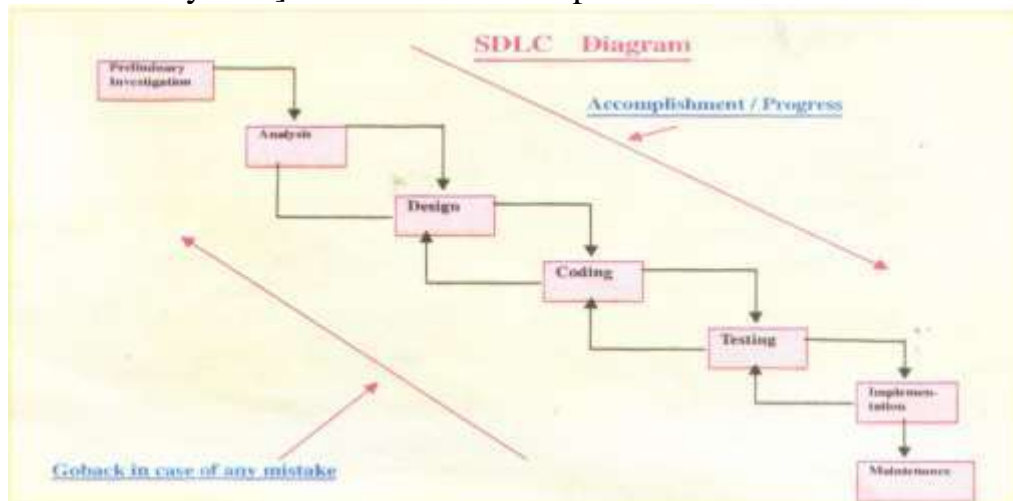 SDLC Diagram
Preliminary
Investigation
Accomplishment / Progress
Analysis
Design
Coding
Testing
Implemen-
tation
Goback in case of any mistake
Maintenance